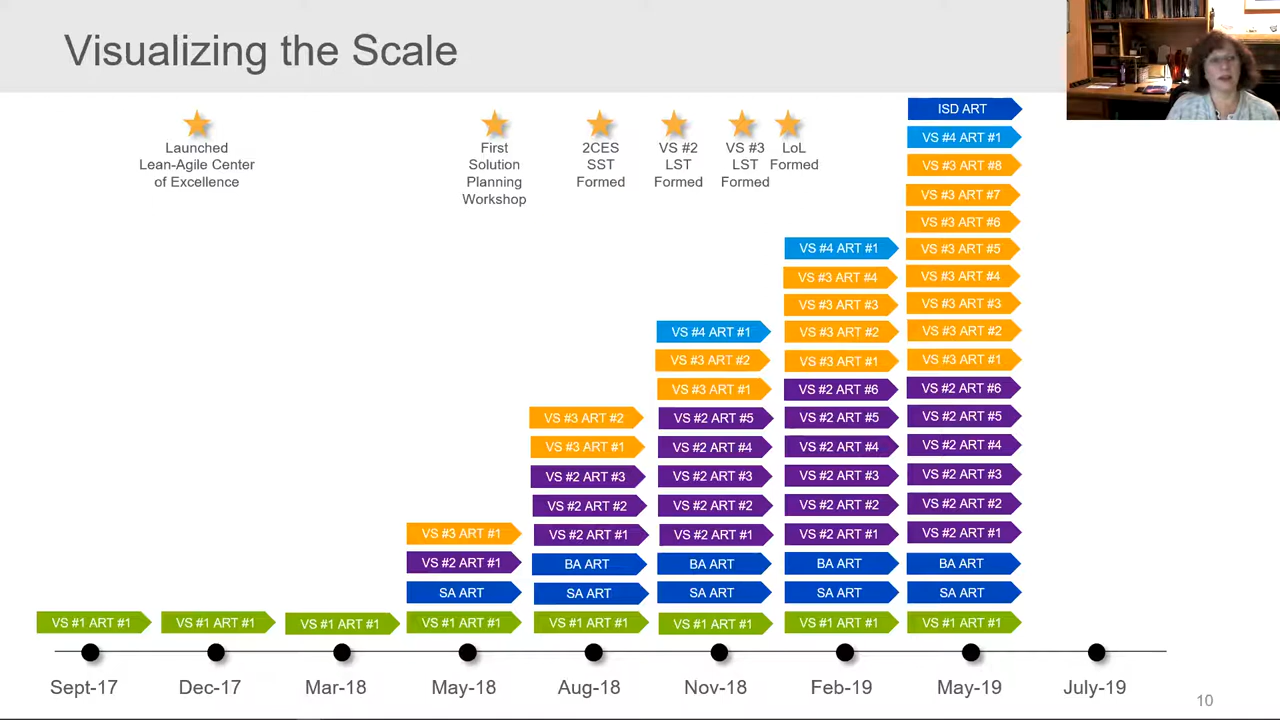 Visualizing the Scale
Launched
Lean-Agile Center
of Excellence
First
Solution
Planning
Workshop
2CES
SST
Formed
VS #2
LST
Formed
VS #3
LST
Formed
LoL
Formed
VS #1 ART #1
VS #1 ART #1
VS #1 ART #1
VS #3 ART #1
VS #2 ART #1
SA ART
VS #1 ART #1
VS #3 ART #2
VS #3 ART #1
VS #2 ART #3
VS #2 ART #2
VS #2 ART #1
BA ART
SA ART
VS #1 ART #1
VS #4 ART #1
VS #3 ART #2
VS #3 ART #1
VS #2 ART #5
VS #2 ART #4
VS #2 ART #3
VS #2 ART #2
VS #2 ART #1
BA ART
SA ART
VS #1 ART #1
VS #4 ART #1
VS #3 ART #4
VS #3 ART #3
VS #3 ART #2
VS #3 ART #1
VS #2 ART #6
VS #2 ART #5
VS #2 ART #4
VS #2 ART #3
VS #2 ART #2
VS #2 ART #1
BA ART
SA ART
VS #1 ART #1
ISD ART
VS #4 ART #1
VS #3 ART #8
VS #3 ART #7
VS #3 ART #6
VS #3 ART #5
VS #3 ART #4
VS #3 ART #3
VS #3 ART #2
VS #3 ART #1
VS #2 ART #6
VS #2 ART #5
VS #2 ART #4
VS #2 ART #3
VS #2 ART #2
VS #2 ART #1
BA ART
SA ART
VS #1 ART #1
Sept-17
Dec-17
Mar-18
May-18
Aug-18
Nov-18
Feb-19
May-19
July-19
10